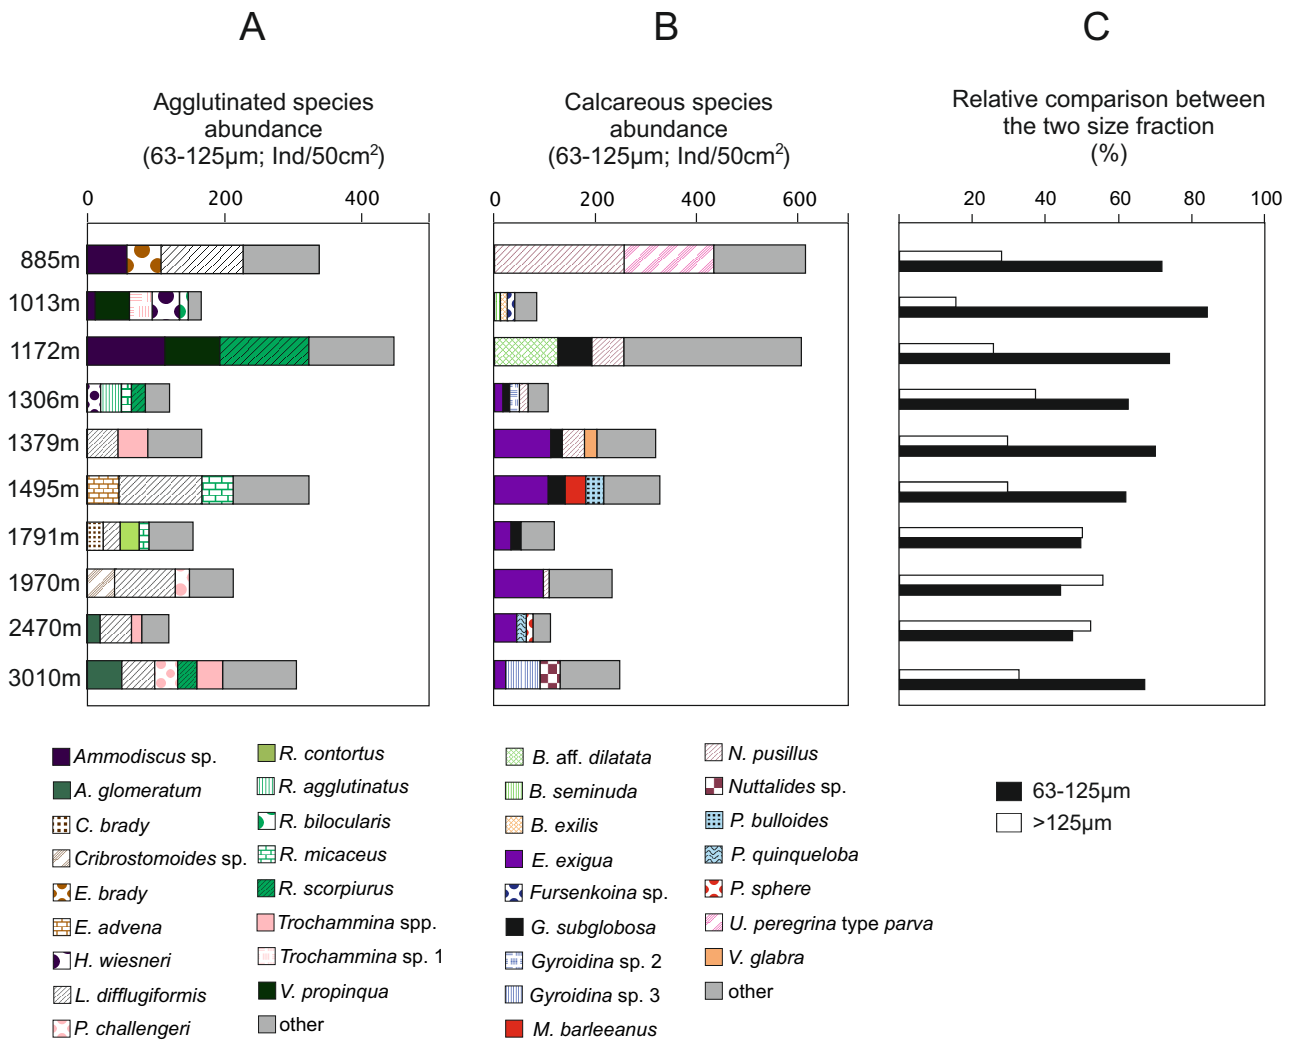 A
B
C
Agglutinated species
abundance
(63-125µm; Ind/50cm²)
Calcareous species
abundance
(63-125µm; Ind/50cm²)
Relative comparison between
the two size fraction
(%)
0 200 400
0 200 400 600
20 40 60 80 100
885m
1013m
1172m
1306m
1379m
1495m
1791m
1970m
2470m
3010m
Ammodiscus sp.
A. glomeratum
C. brady
Cribrostomoides sp.
E. brady
E. advena
H. wiesneri
L. difflugiformis
P. challengeri
R. contortus
R. agglutinatus
R. bilocularis
R. micaceus
R. scorpiurus
Trochammina spp.
Trochammina sp. 1
V. propinqua
other
B. aff. dilatata
B. seminuda
B. exilis
E. exigua
Fursenkoina sp.
G. subglobosa
Gyroidina sp. 2
Gyroidina sp. 3
M. barleeanus
N. pusillus
Nuttalides sp.
P. bulloides
P. quinqueloba
P. sphere
U. peregrina type parva
V. glabra
other
63-125µm
>125µm